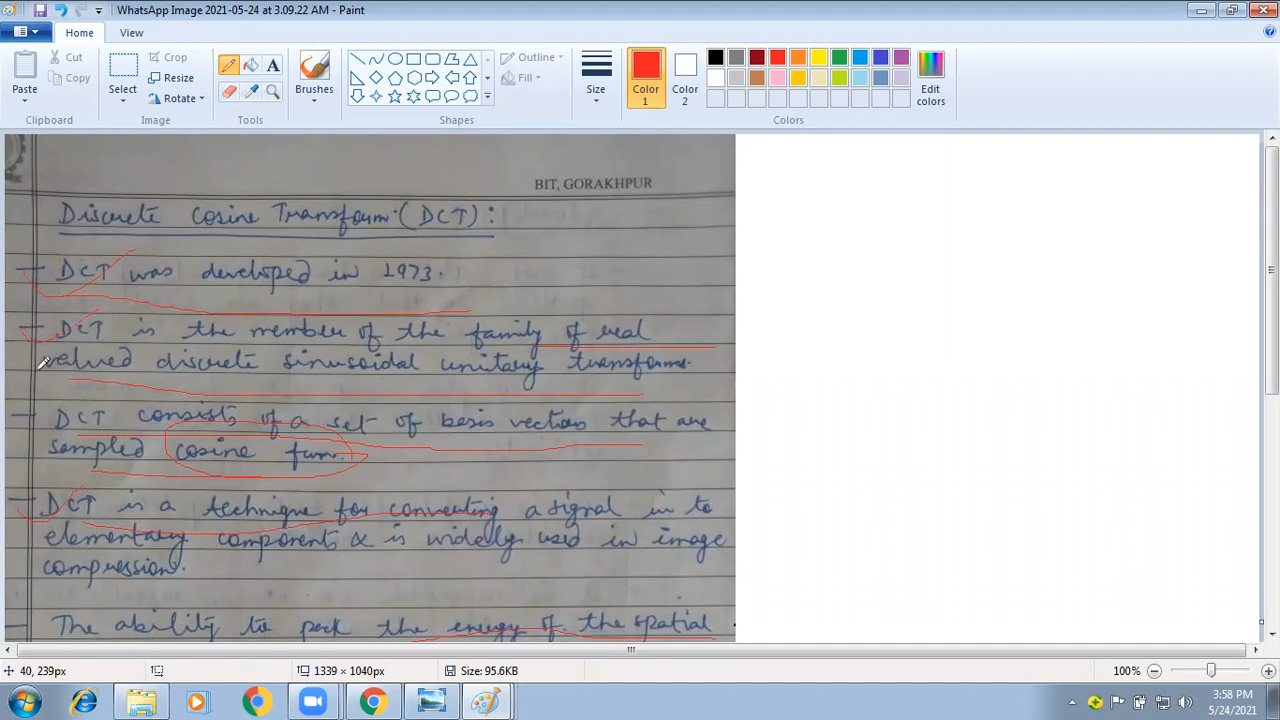 WhatsApp Image 2021-05-24 at 3.09.22 AM - Paint
Home View
Paste
Cut
Copy
Clipboard
Select
Crop
Resize
Rotate
Image
A
Tools
Brushes
Outline
Fill
Shapes
Size
Color 1
Color 2
Edit colors
Colors
BIT, GORAKHPUR
Discrete Cosine Transform (DCT):
— DCT was developed in 1973.
— DCT is the member of the family of real
valued discrete sinusoidal unitary transforms.
— DCT consists of a set of basis vectors that are
sampled cosine fun.
— DCT is a technique for converting a signal in to
elementary components & is widely used in image
compression.
— The ability to pack the energy of the spatial
40, 239px
1339 × 1040px
Size: 95.6KB
100%
3:58 PM
5/24/2021